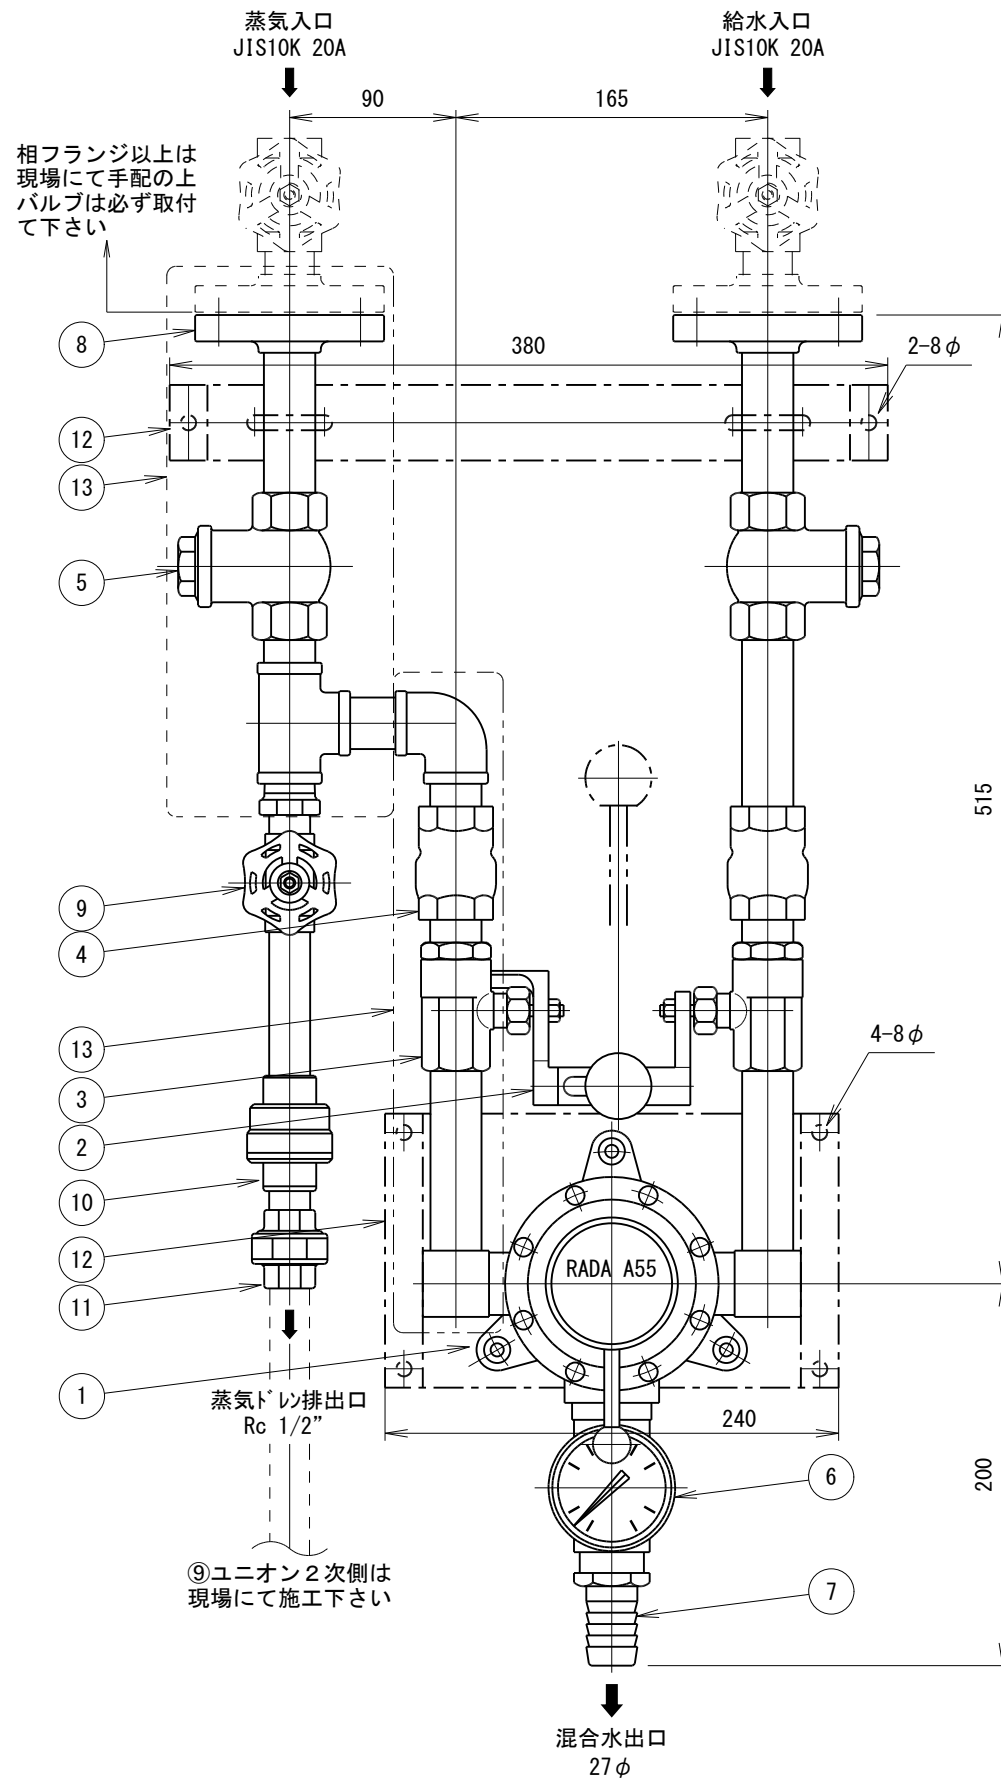 蒸気入口
JIS10K 20A
給水入口
JIS10K 20A
90
165
相フランジ以上は
現場にて手配の上
バルブは必ず取付
て下さい
8
380
2-8φ
12
13
5
515
9
4
13
4-8φ
3
2
10
12
RADA A55
11
1
蒸気ドレン排出口
Rc 1/2”
240
6
200
⑨ユニオン２次側は
現場にて施工下さい
7
混合水出口
27φ